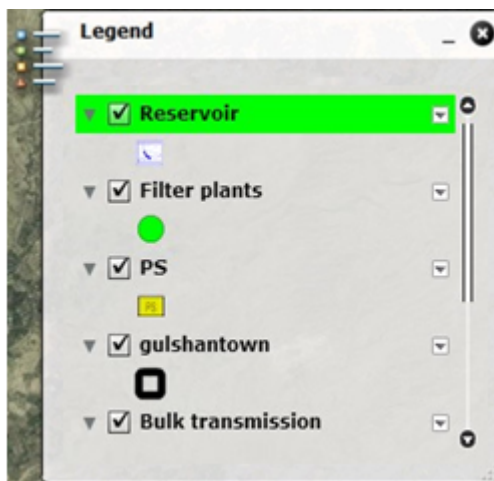 Legend
Reservoir
Filter plants
PS
PS
gulshantown
Bulk transmission